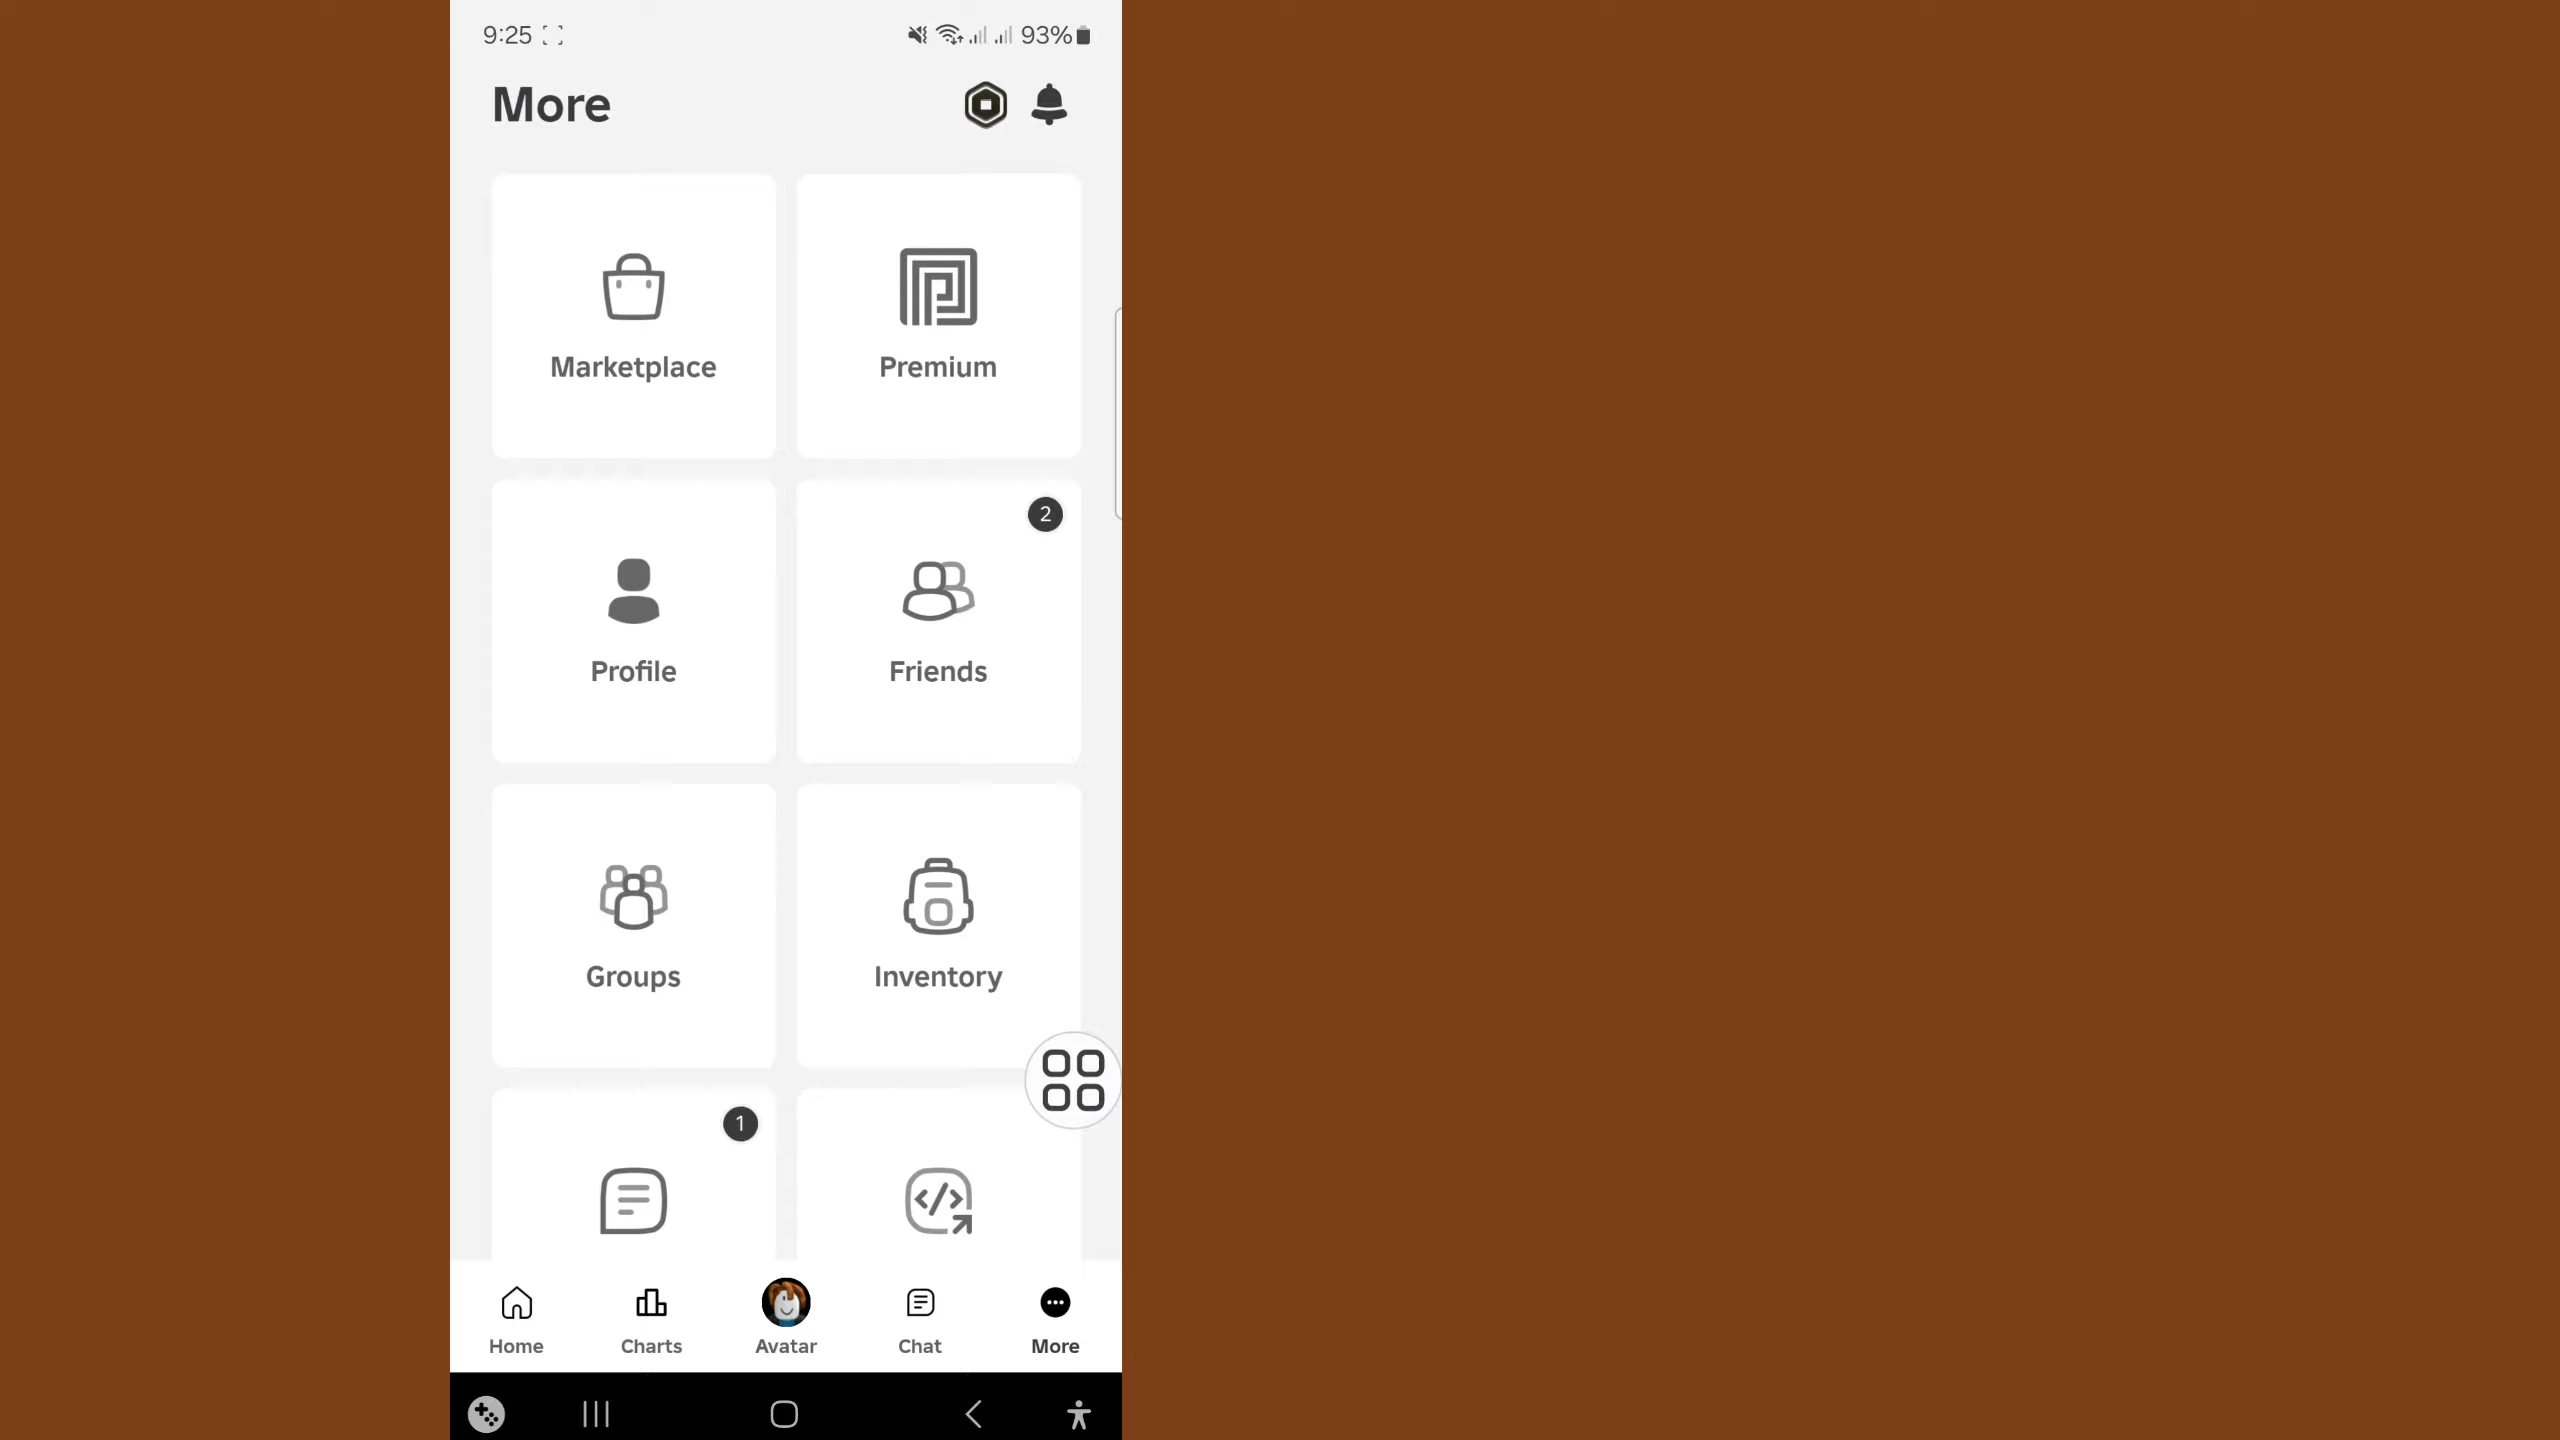 9:25
93%
More
Marketplace
Premium
2
Profile
Friends
Groups
Inventory
1
Home
Charts
Avatar
Chat
More